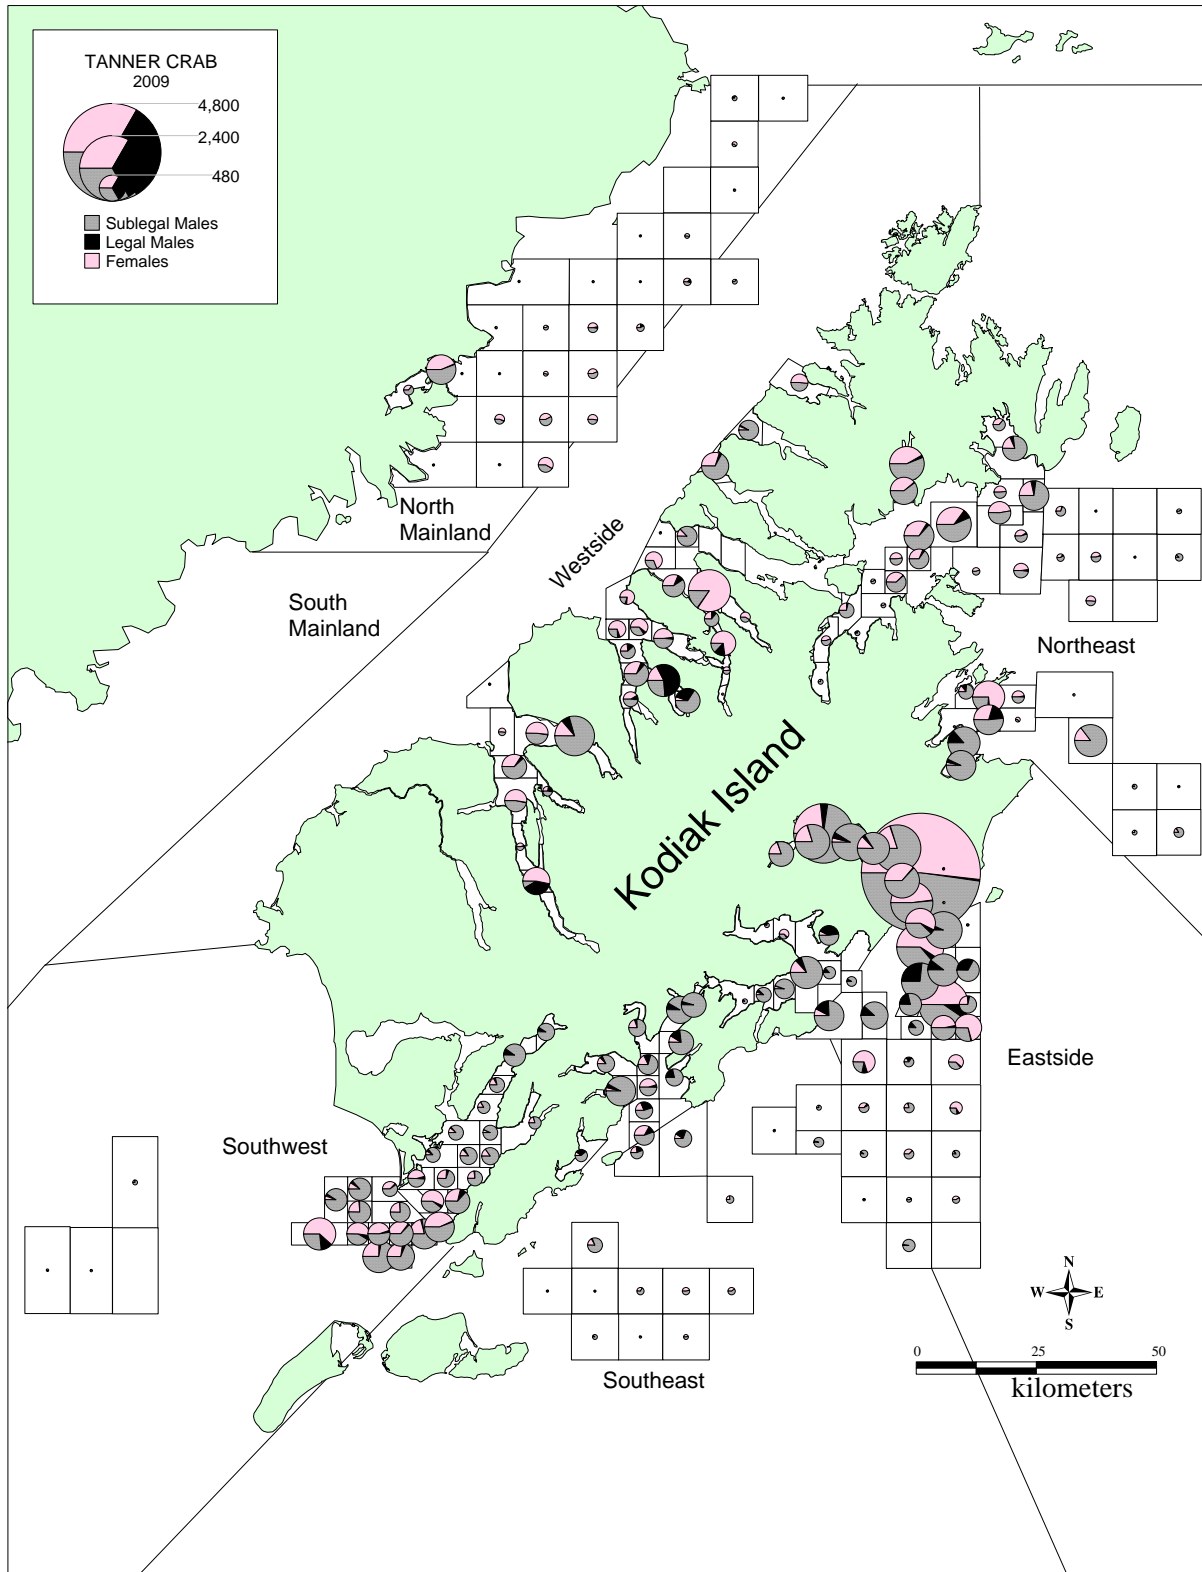 TANNER CRAB
2009
4,800
2,400
480
Sublegal Males
Legal Males
Females
North
Mainland
Westside
South
Mainland
Northeast
Kodiak Island
Eastside
Southwest
N
W E
S
0 25 50
kilometers
Southeast